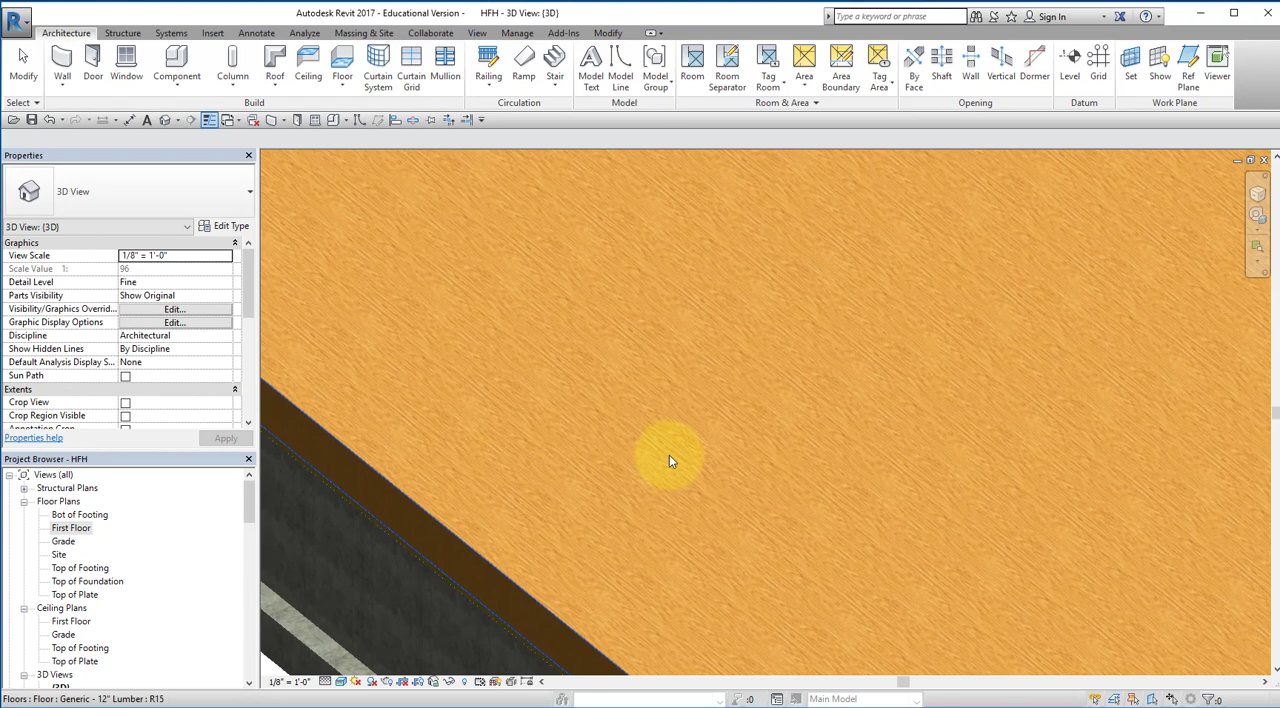 Autodesk Revit 2017 - Educational Version - HFH - 3D View: {3D}
Type a keyword or phrase
Sign In
Architecture Structure Systems Insert Annotate Analyze Massing & Site Collaborate View Manage Add-Ins Modify
Modify Wall Door Window Component Column Roof Ceiling Floor Curtain System Curtain Grid Mullion Railing Ramp Stair Model Text Model Line Model Group Room Room Separator Tag Room Area Area Boundary Tag Area By Face Shaft Wall Vertical Dormer Level Grid Set Show Ref Plane Viewer
Select Build Circulation Model Room & Area Opening Datum Work Plane
Properties
3D View
3D View: {3D} Edit Type
Graphics
View Scale 1/8" = 1'-0"
Scale Value 1: 96
Detail Level Fine
Parts Visibility Show Original
Visibility/Graphics Overrid... Edit...
Graphic Display Options Edit...
Discipline Architectural
Show Hidden Lines By Discipline
Default Analysis Display S... None
Sun Path
Extents
Crop View
Crop Region Visible
Annotation Crop
Properties help Apply
Project Browser - HFH
Views (all)
Structural Plans
Floor Plans
Bot of Footing
First Floor
Grade
Site
Top of Footing
Top of Foundation
Top of Plate
Ceiling Plans
First Floor
Grade
Top of Footing
Top of Plate
3D Views
{3D}
1/8" = 1'-0"
Floors : Floor : Generic - 12" Lumber : R15
:0
Main Model
:0